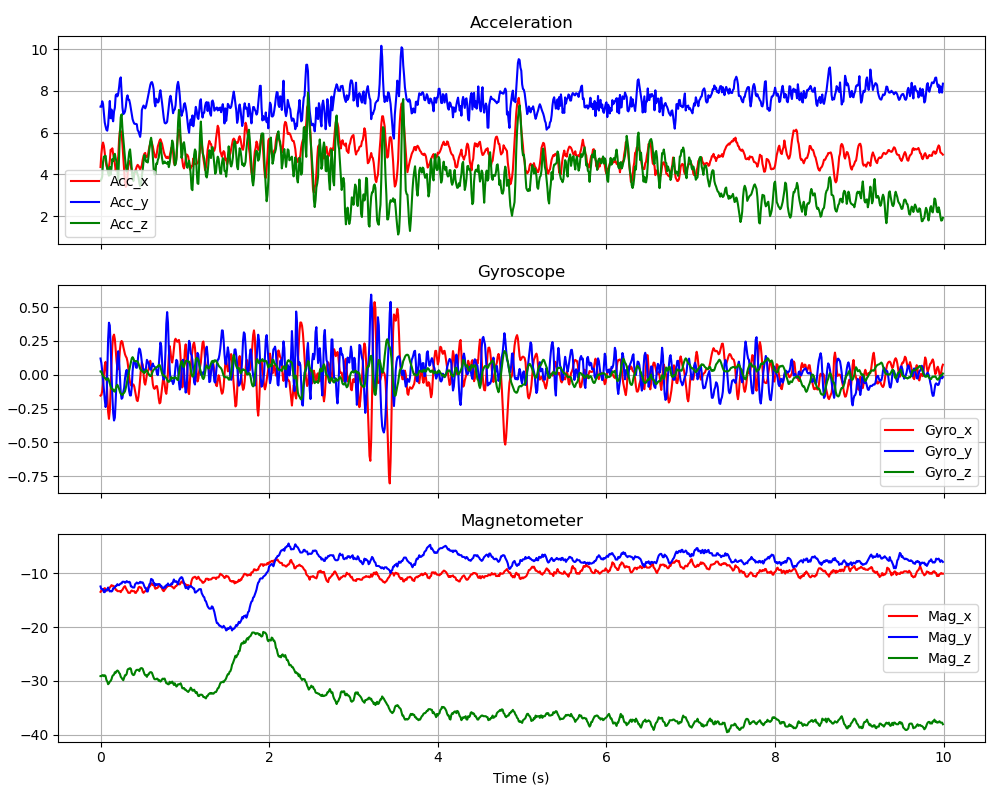 Acceleration
10
8
6
4
2
Acc_x
Acc_y
Acc_z
Gyroscope
0.50
0.25
0.00
−0.25
−0.50
−0.75
Gyro_x
Gyro_y
Gyro_z
Magnetometer
−10
−20
−30
−40
Mag_x
Mag_y
Mag_z
0 2 4 6 8 10
Time (s)